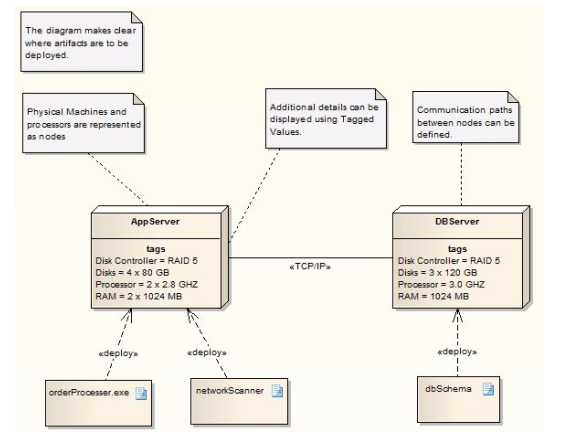 The diagram makes clear
where artifacts are to be
deployed.
Physical Machines and
processors are represented
as nodes
Additional details can be
displayed using Tagged
Values.
Communication paths
between nodes can be
defined.
AppServer
tags
Disk Controller = RAID 5
Disks = 4 x 80 GB
Processor = 2 x 2.8 GHZ
RAM = 2 x 1024 MB
«TCP/IP»
DBServer
tags
Disk Controller = RAID 5
Disks = 3 x 120 GB
Processor = 3.0 GHZ
RAM = 1024 MB
«deploy»
«deploy»
«deploy»
orderProcesser.exe
networkScanner
dbSchema